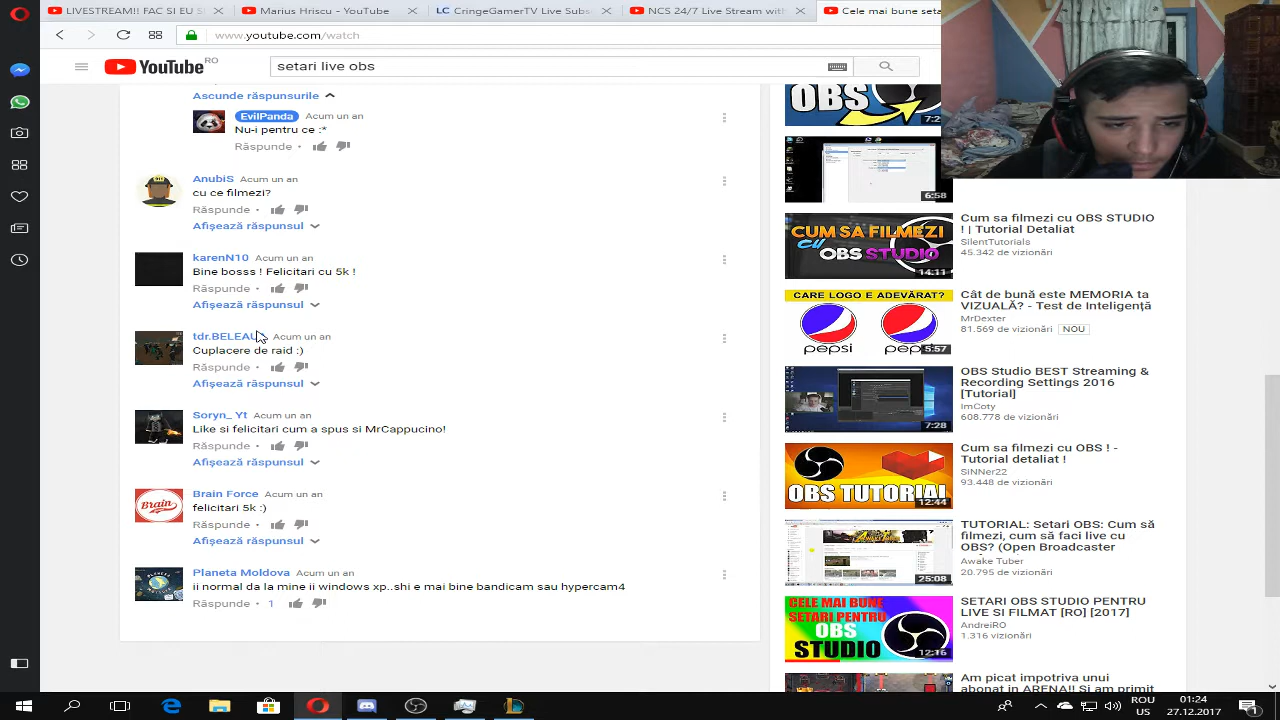 LIVESTREAM!! FAC SI EU S
Marius Hriscu - YouTube
CreatorTV Live Subs
NCS 24/7 Live Stream with
Cele mai bune seta
www.youtube.com/watch
YouTube RO
setari live obs
Ascunde răspunsurile
EvilPanda Acum un an
Nu-i pentru ce :*
Răspunde
AnubiS Acum un an
cu ce filmezi?
Răspunde
Afișează răspunsul
karenN10 Acum un an
Bine bosss ! Felicitari cu 5k !
Răspunde
Afișează răspunsul
Acum un an
Cuplacere de raid :)
Răspunde
Afișează răspunsul
Soryn_ Yt Acum un an
Like si felicitari cum a spus si MrCappucino!
Răspunde
Afișează răspunsul
Brain Force Acum un an
felicitari 5k :)
Răspunde
Afișează răspunsul
Planeta Moldova Acum un an
ii normal da la mine ii windows xp shi amai am bandicam sau hypercam4
Răspunde 1
OBS
7:2
6:58
CUM SA FILMEZI
CU OBS STUDIO
14:11
Cum sa filmezi cu OBS STUDIO
! | Tutorial Detaliat
SilentTutorials
45.342 de vizionări
CARE LOGO E ADEVĂRAT?
pepsi pepsi
5:57
Cât de bună este MEMORIA ta
VIZUALĂ? - Test de Inteligență
MrDexter
81.569 de vizionări NOU
7:28
OBS Studio BEST Streaming &
Recording Settings 2016
[Tutorial]
ImCoty
608.778 de vizionări
OBS TUTORIAL
12:44
Cum sa filmezi cu OBS ! -
Tutorial detaliat !
SiNNer22
93.448 de vizionări
25:08
TUTORIAL: Setari OBS: Cum să
filmezi, cum să faci live cu
OBS? (Open Broadcaster
Awake Tuber
20.795 de vizionări
CELE MAI BUNE
SETARI PENTRU
OBS
STUDIO
12:16
SETARI OBS STUDIO PENTRU
LIVE SI FILMAT [RO] [2017]
AndreiRO
1.316 de vizionări
Am picat impotriva unui
abonat in ARENA!! Si am primit
Brain
ROU
US
01:24
27.12.2017
1